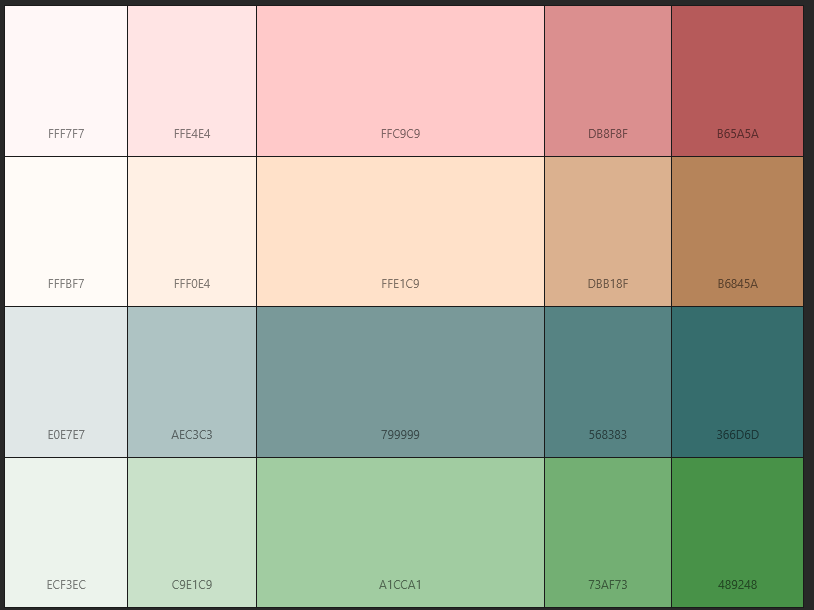 FFF7F7 FFE4E4 FFC9C9 DB8F8F B65A5A
FFFBF7 FFF0E4 FFE1C9 DBB18F B6845A
E0E7E7 AEC3C3 799999 568383 366D6D
ECF3EC C9E1C9 A1CCA1 73AF73 489248